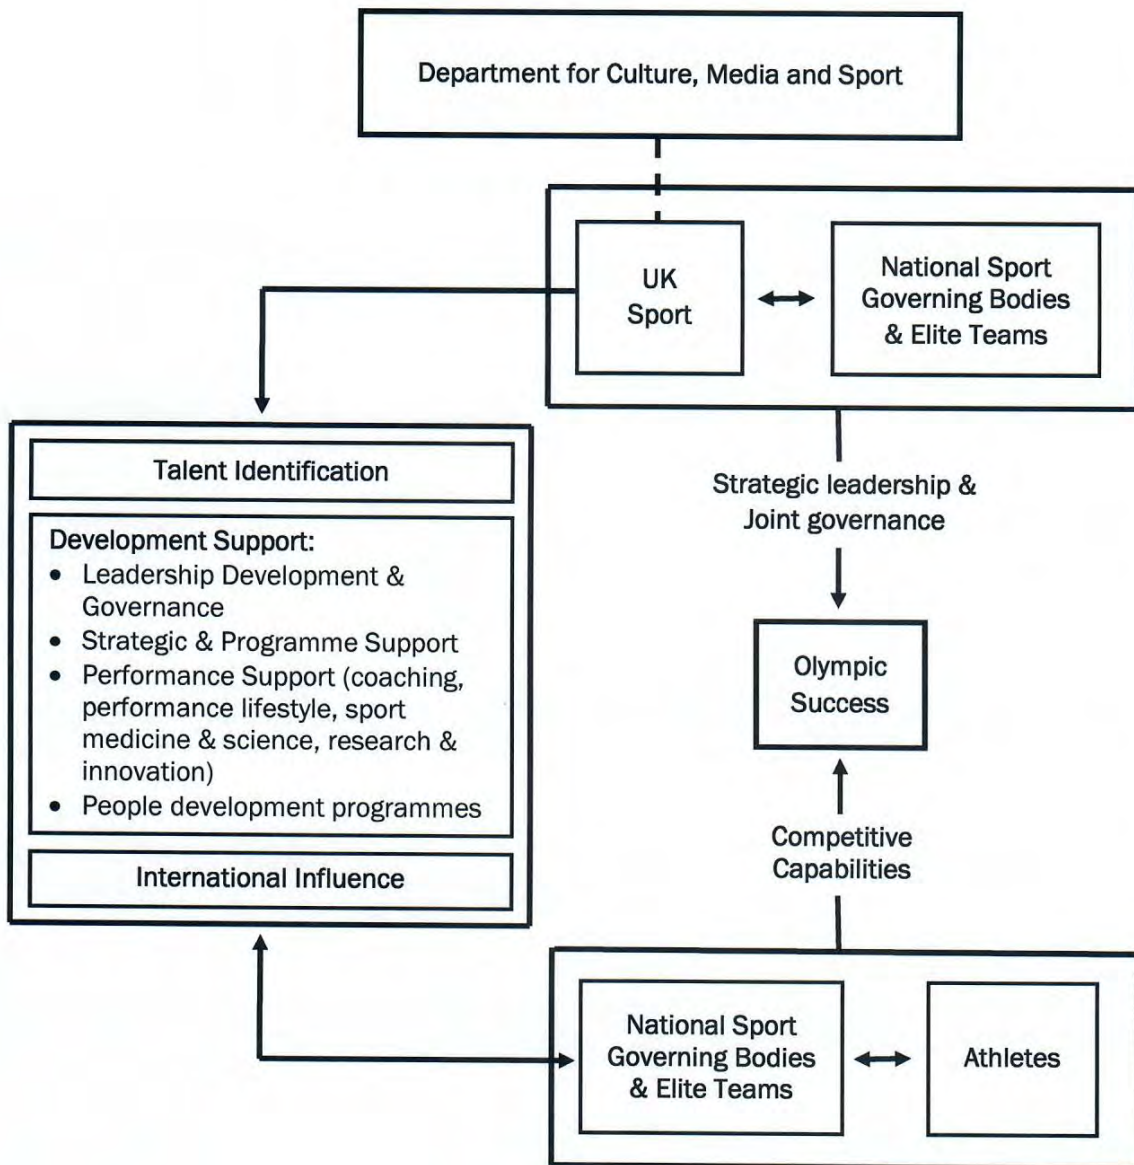 Department for Culture, Media and Sport
UK
Sport
National Sport
Governing Bodies
& Elite Teams
Talent Identification
Development Support:
• Leadership Development &
Governance
• Strategic & Programme Support
• Performance Support (coaching,
performance lifestyle, sport
medicine & science, research &
innovation)
• People development programmes
International Influence
Strategic leadership &
Joint governance
Olympic
Success
Competitive
Capabilities
National Sport
Governing Bodies
& Elite Teams
Athletes